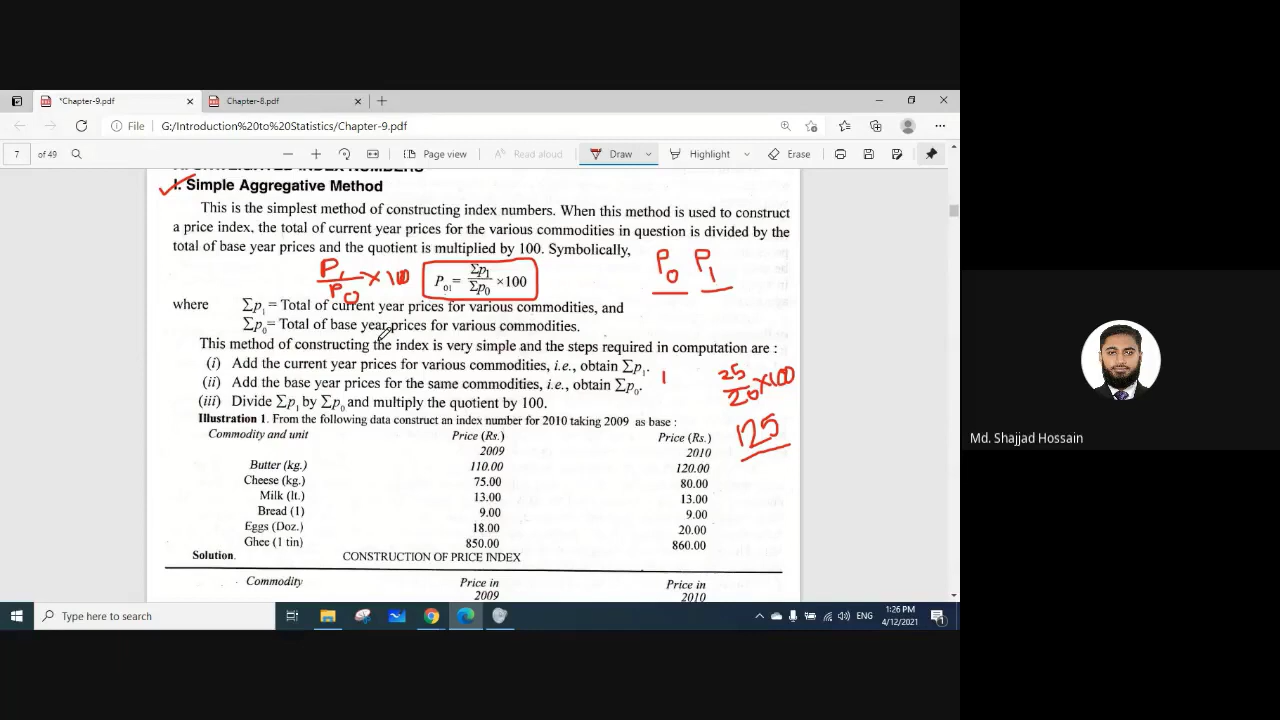 *Chapter-9.pdf
Chapter-8.pdf
File
G:/Introduction%20to%20Statistics/Chapter-9.pdf
7 of 49
Page view
Read aloud
Draw
Highlight
Erase
I. Simple Aggregative Method
This is the simplest method of constructing index numbers. When this method is used to construct
a price index, the total of current year prices for the various commodities in question is divided by the
total of base year prices and the quotient is multiplied by 100. Symbolically,
P1/P0 × 100
P01 = Σp1/Σp0 × 100
P0 P1
where Σp1 = Total of current year prices for various commodities, and
Σp0 = Total of base year prices for various commodities.
This method of constructing the index is very simple and the steps required in computation are :
(i) Add the current year prices for various commodities, i.e., obtain Σp1.
(ii) Add the base year prices for the same commodities, i.e., obtain Σp0.
(iii) Divide Σp1 by Σp0 and multiply the quotient by 100.
25/20 × 100
125
Illustration 1. From the following data construct an index number for 2010 taking 2009 as base :
Commodity and unit Price (Rs.) Price (Rs.)
2009 2010
Butter (kg.) 110.00 120.00
Cheese (kg.) 75.00 80.00
Milk (lt.) 13.00 13.00
Bread (1) 9.00 9.00
Eggs (Doz.) 18.00 20.00
Ghee (1 tin) 850.00 860.00
Solution. CONSTRUCTION OF PRICE INDEX
Commodity Price in Price in
2009 2010
Type here to search
ENG
1:26 PM
4/12/2021
1
Md. Shajjad Hossain